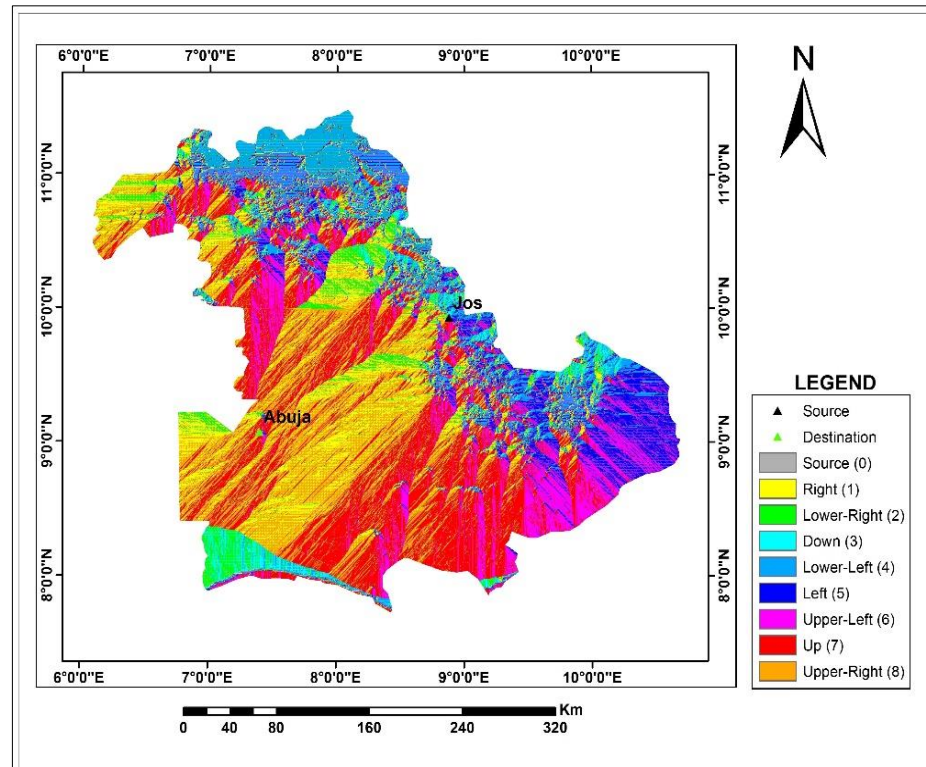 6°0'0"E 7°0'0"E 8°0'0"E 9°0'0"E 10°0'0"E
N
11°0'0"N 11°0'0"N
10°0'0"N 10°0'0"N
9°0'0"N 9°0'0"N
8°0'0"N 8°0'0"N
Jos
Abuja
LEGEND
Source
Destination
Source (0)
Right (1)
Lower-Right (2)
Down (3)
Lower-Left (4)
Left (5)
Upper-Left (6)
Up (7)
Upper-Right (8)
6°0'0"E 7°0'0"E 8°0'0"E 9°0'0"E 10°0'0"E
Km
0 40 80 160 240 320